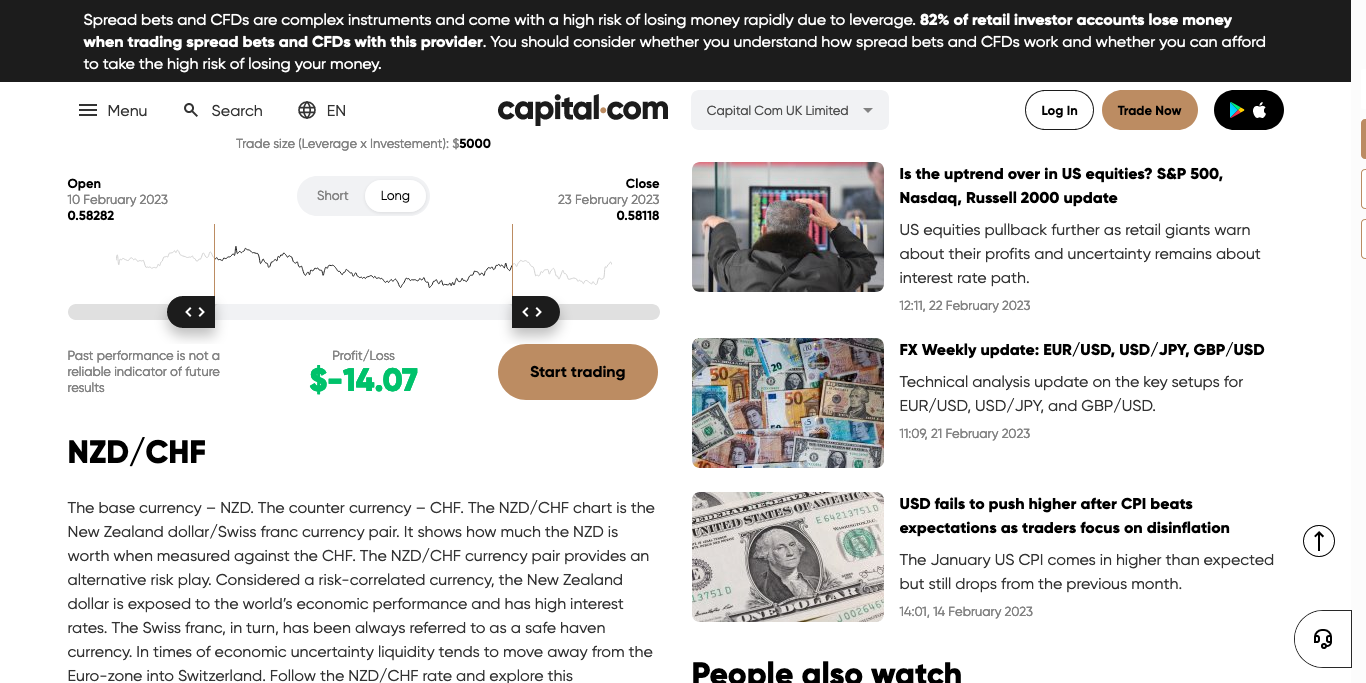 Spread bets and CFDs are complex instruments and come with a high risk of losing money rapidly due to leverage. 82% of retail investor accounts lose money
when trading spread bets and CFDs with this provider. You should consider whether you understand how spread bets and CFDs work and whether you can afford
to take the high risk of losing your money.
Menu
Search
EN
capital.com
Capital Com UK Limited
Log In
Trade Now
Trade size (Leverage x Investement): $5000
Open
10 February 2023
0.58282
Short
Long
Close
23 February 2023
0.58118
Past performance is not a
reliable indicator of future
results
Profit/Loss
$-14.07
Start trading
NZD/CHF
The base currency – NZD. The counter currency – CHF. The NZD/CHF chart is the
New Zealand dollar/Swiss franc currency pair. It shows how much the NZD is
worth when measured against the CHF. The NZD/CHF currency pair provides an
alternative risk play. Considered a risk-correlated currency, the New Zealand
dollar is exposed to the world's economic performance and has high interest
rates. The Swiss franc, in turn, has been always referred to as a safe haven
currency. In times of economic uncertainty liquidity tends to move away from the
Euro-zone into Switzerland. Follow the NZD/CHF rate and explore this
Is the uptrend over in US equities? S&P 500,
Nasdaq, Russell 2000 update
US equities pullback further as retail giants warn
about their profits and uncertainty remains about
interest rate path.
12:11, 22 February 2023
FX Weekly update: EUR/USD, USD/JPY, GBP/USD
Technical analysis update on the key setups for
EUR/USD, USD/JPY, and GBP/USD.
11:09, 21 February 2023
USD fails to push higher after CPI beats
expectations as traders focus on disinflation
The January US CPI comes in higher than expected
but still drops from the previous month.
14:01, 14 February 2023
People also watch